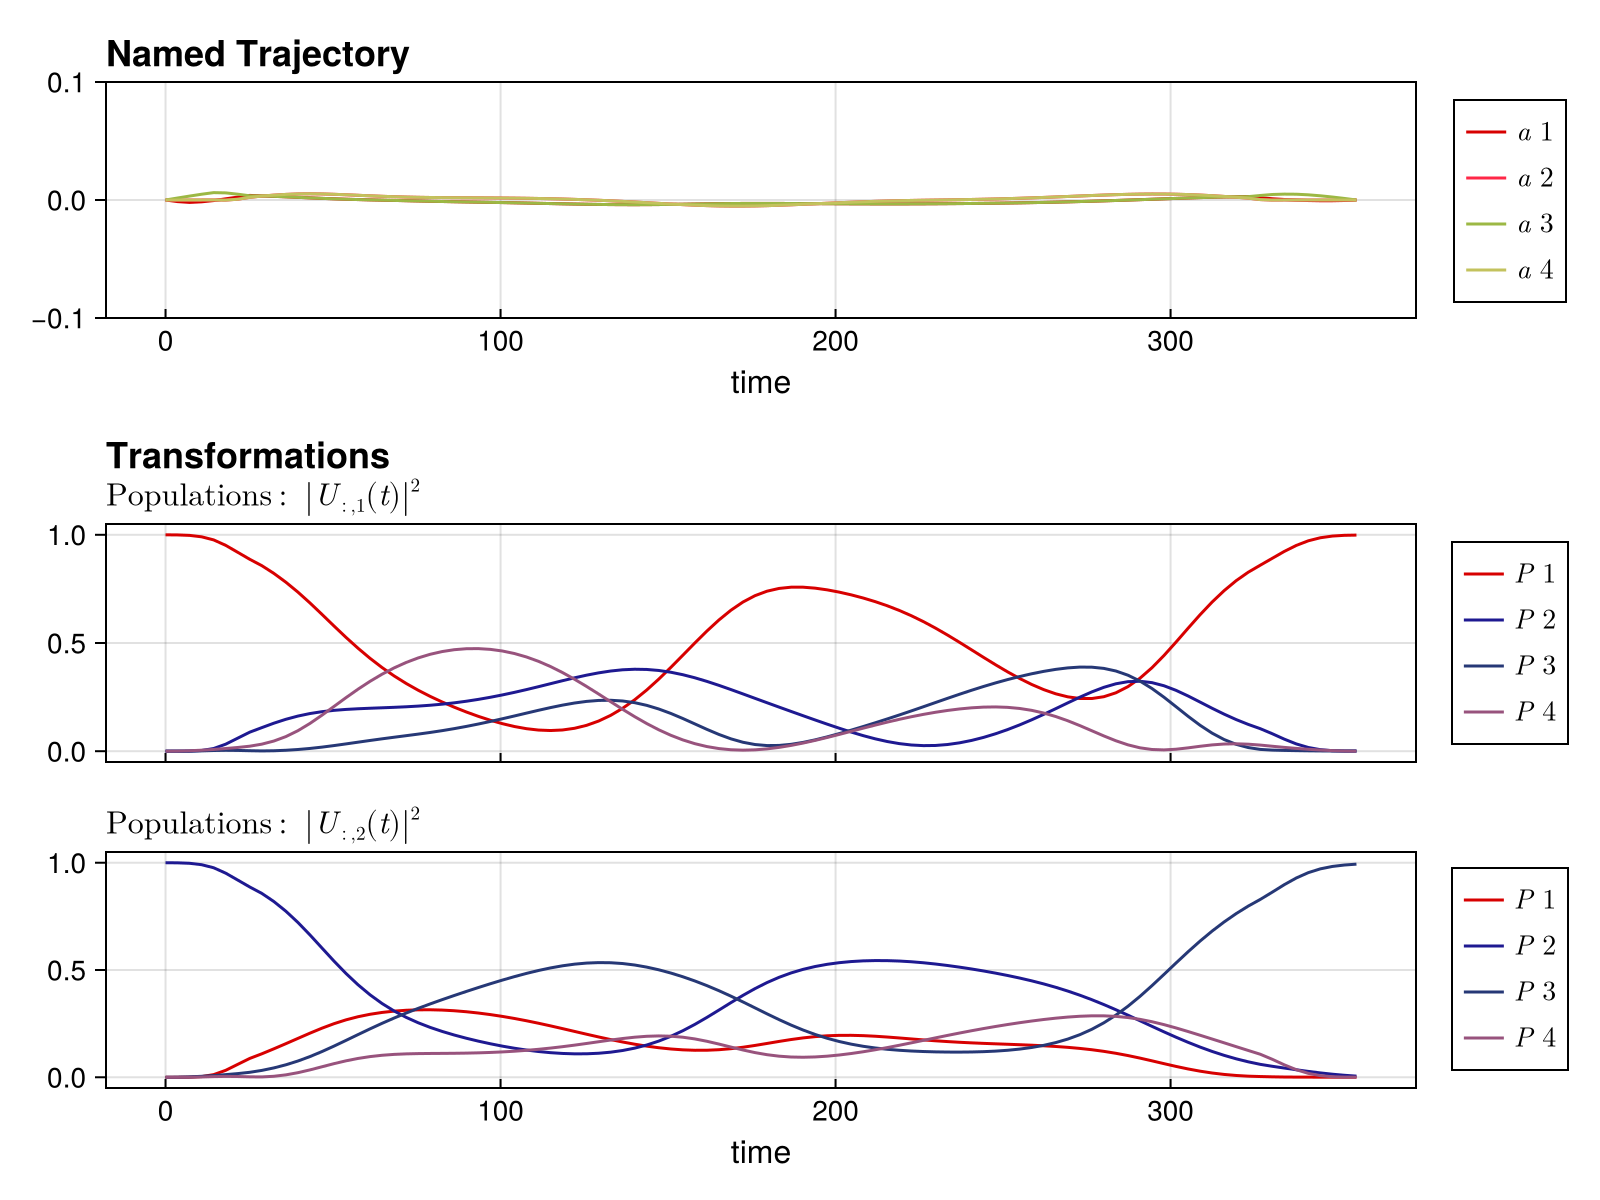 Named Trajectory
0.1
0.0
−0.1
0 100 200 300
time
a 1
a 2
a 3
a 4
Transformations
Populations: |U:,1(t)|²
1.0
0.5
0.0
P 1
P 2
P 3
P 4
Populations: |U:,2(t)|²
1.0
0.5
0.0
0 100 200 300
time
P 1
P 2
P 3
P 4